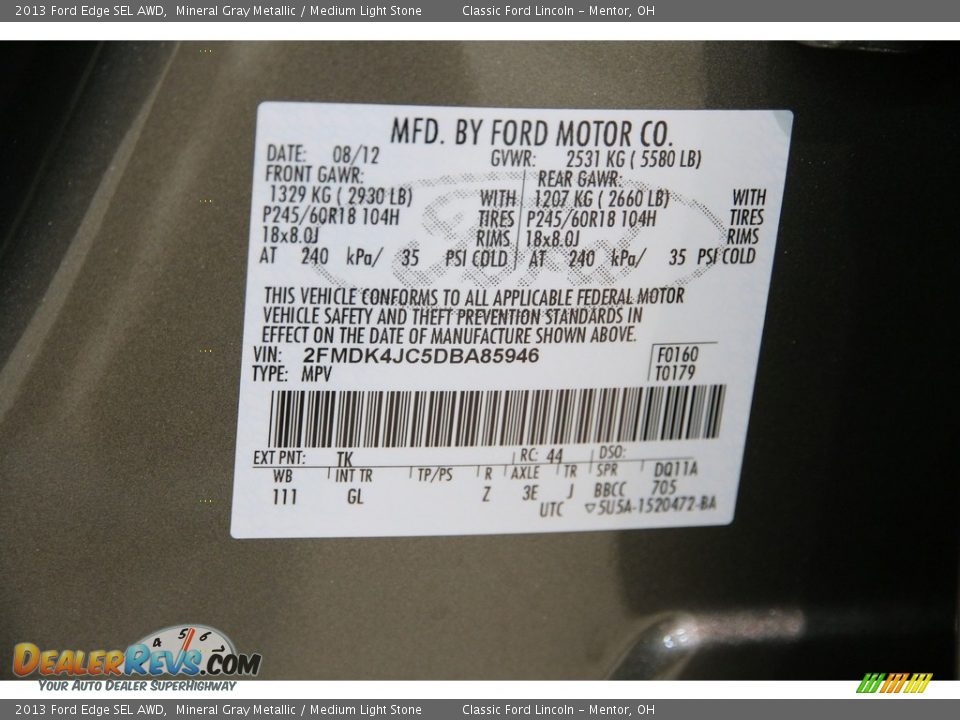 2013 Ford Edge SEL AWD, Mineral Gray Metallic / Medium Light Stone Classic Ford Lincoln - Mentor, OH
MFD. BY FORD MOTOR CO.
DATE: 08/12 GVWR: 2531 KG ( 5580 LB)
FRONT GAWR: REAR GAWR:
1329 KG ( 2930 LB) WITH 1207 KG ( 2660 LB) WITH
P245/60R18 104H TIRES P245/60R18 104H TIRES
18x8.0J RIMS 18x8.0J RIMS
AT 240 kPa/ 35 PSI COLD AT 240 kPa/ 35 PSI COLD
Ford
THIS VEHICLE CONFORMS TO ALL APPLICABLE FEDERAL MOTOR
VEHICLE SAFETY AND THEFT PREVENTION STANDARDS IN
EFFECT ON THE DATE OF MANUFACTURE SHOWN ABOVE.
VIN: 2FMDK4JC5DBA85946 F0160
TYPE: MPV T0179
EXT PNT: TK RC: 44 DSO:
WB INT TR TP/PS R AXLE TR SPR DQ11A
111 GL Z 3E J BBCC 705
UTC ▽5U5A-1520472-BA
4 5 6
DEALERREVS.COM
YOUR AUTO DEALER SUPERHIGHWAY
2013 Ford Edge SEL AWD, Mineral Gray Metallic / Medium Light Stone Classic Ford Lincoln - Mentor, OH